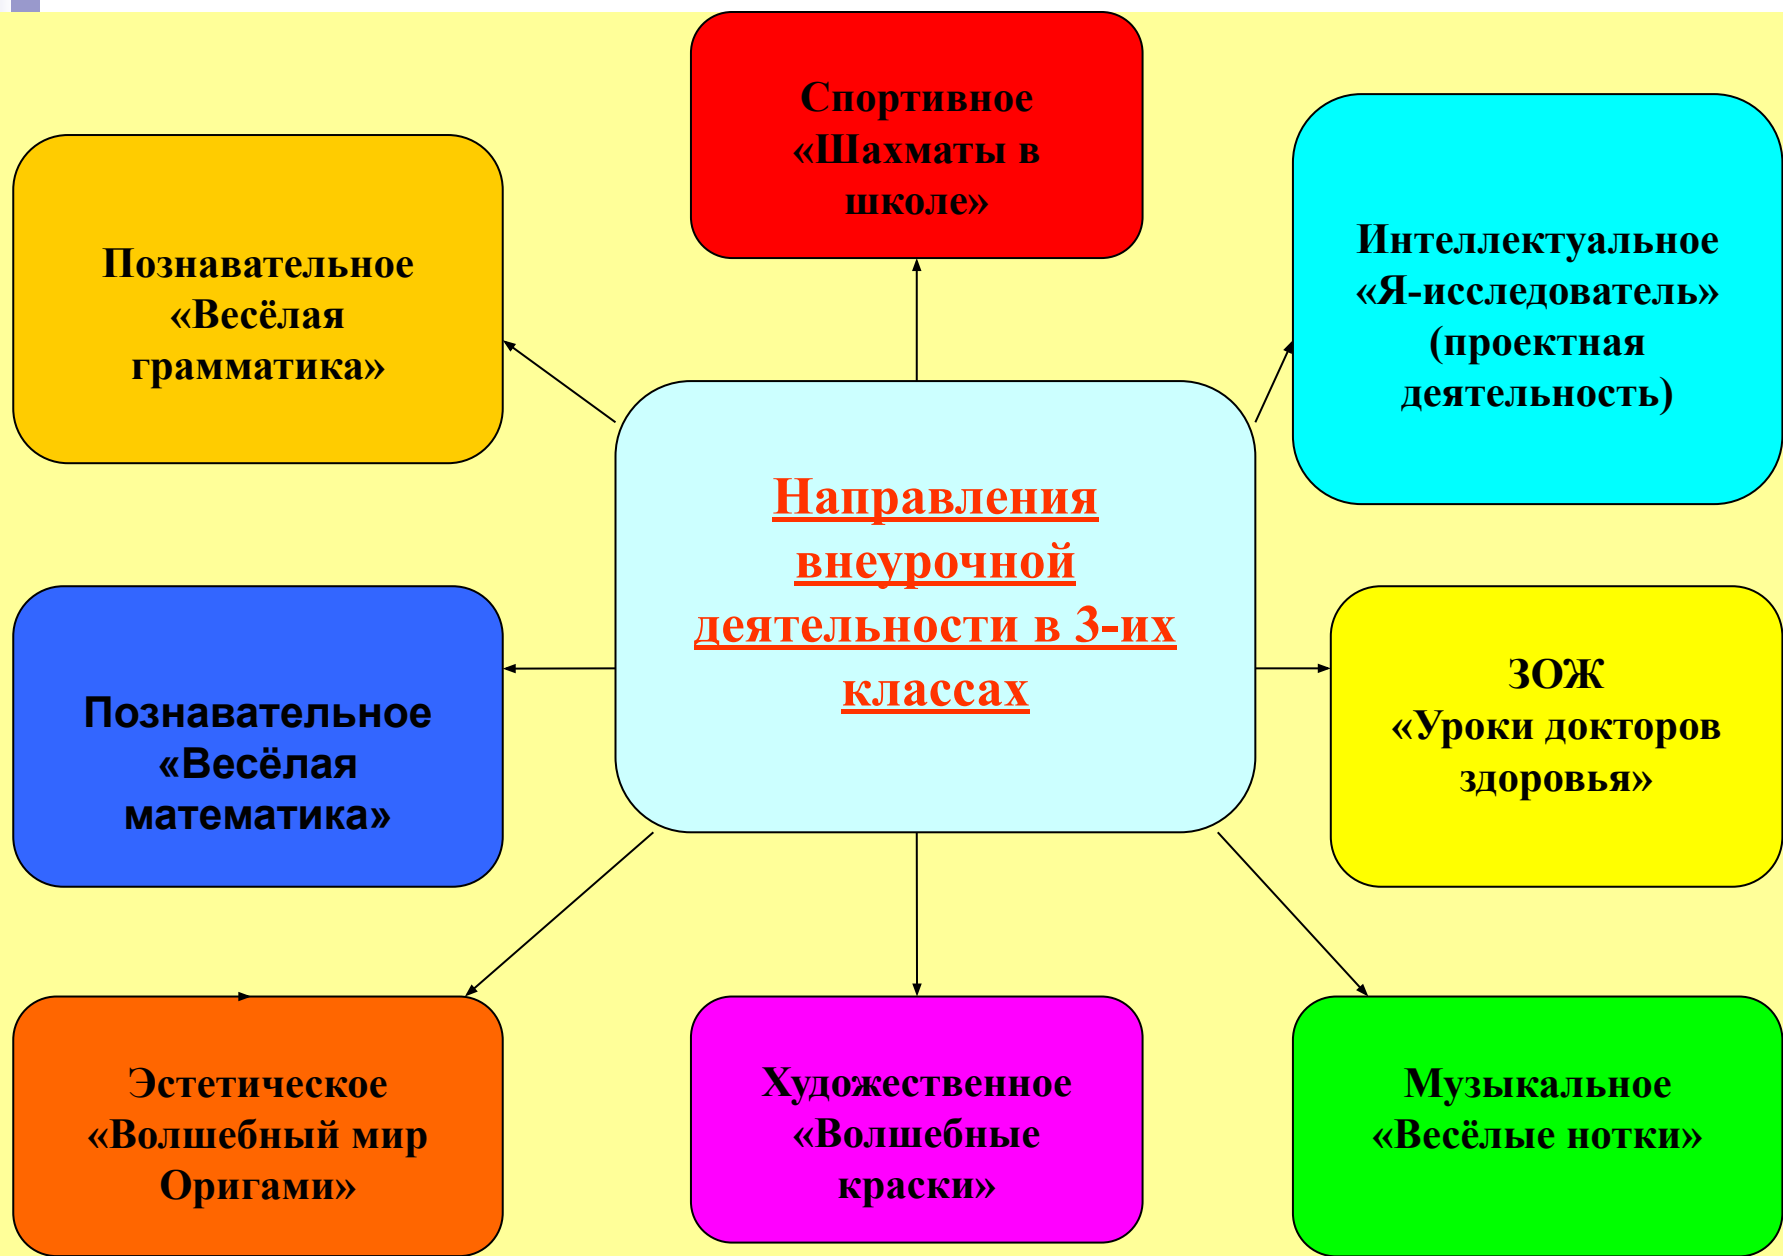 Спортивное
«Шахматы в
школе»
Познавательное
«Весёлая
грамматика»
Интеллектуальное
«Я-исследователь»
(проектная
деятельность)
Направления
внеурочной
деятельности в 3-их
классах
Познавательное
«Весёлая
математика»
ЗОЖ
«Уроки докторов
здоровья»
Эстетическое
«Волшебный мир
Оригами»
Художественное
«Волшебные
краски»
Музыкальное
«Весёлые нотки»